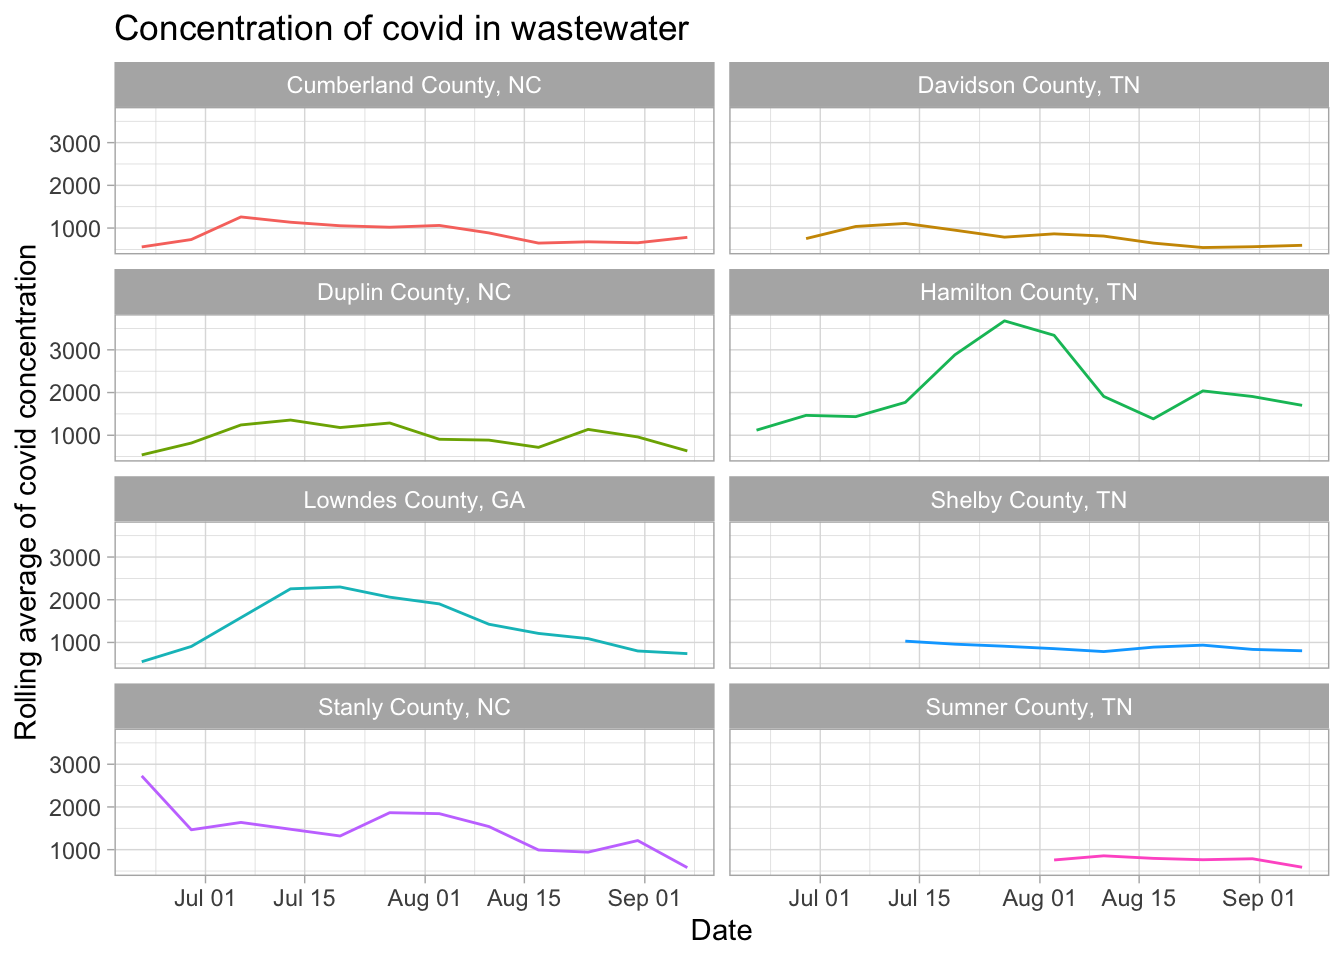 Concentration of covid in wastewater
Cumberland County, NC
Davidson County, TN
3000
2000
1000
Duplin County, NC
Hamilton County, TN
3000
2000
1000
Lowndes County, GA
Shelby County, TN
3000
2000
1000
Stanly County, NC
Sumner County, TN
3000
2000
1000
Rolling average of covid concentration
Jul 01 Jul 15 Aug 01 Aug 15 Sep 01
Jul 01 Jul 15 Aug 01 Aug 15 Sep 01
Date